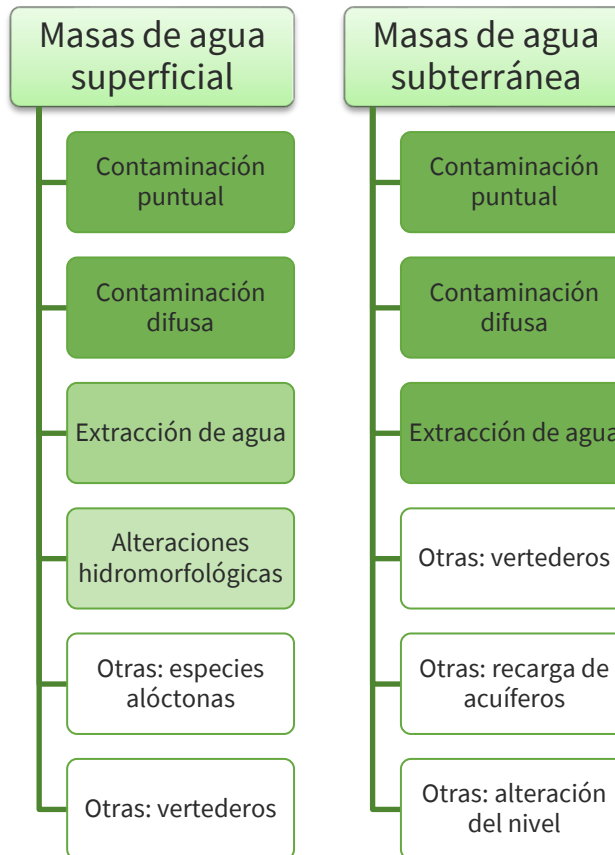 Masas de agua
superficial
Contaminación
puntual
Contaminación
difusa
Extracción de agua
Alteraciones
hidromorfológicas
Otras: especies
alóctonas
Otras: vertederos
Masas de agua
subterránea
Contaminación
puntual
Contaminación
difusa
Extracción de agua
Otras: vertederos
Otras: recarga de
acuíferos
Otras: alteración
del nivel